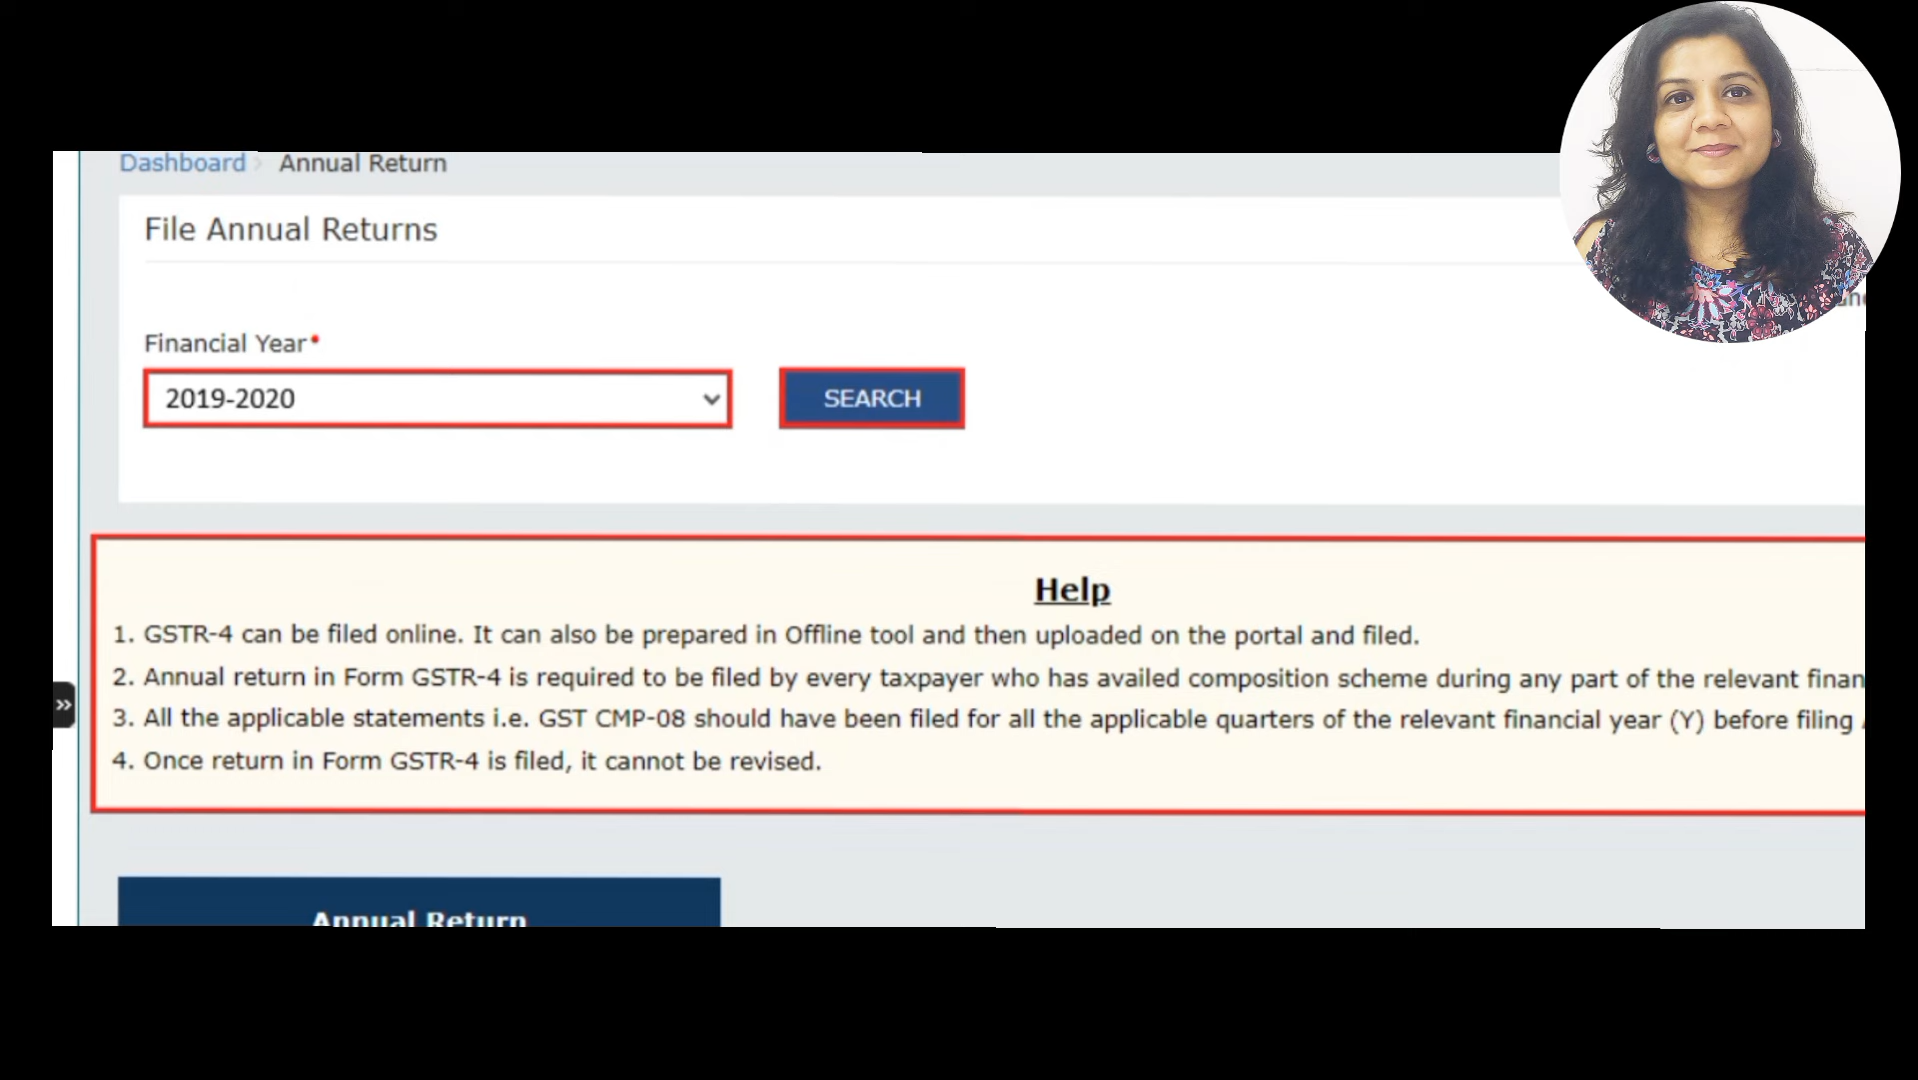 Dashboard > Annual Return
File Annual Returns
Financial Year•
2019-2020
SEARCH
Help
1. GSTR-4 can be filed online. It can also be prepared in Offline tool and then uploaded on the portal and filed.
2. Annual return in Form GSTR-4 is required to be filed by every taxpayer who has availed composition scheme during any part of the relevant finan
3. All the applicable statements i.e. GST CMP-08 should have been filed for all the applicable quarters of the relevant financial year (Y) before filing
4. Once return in Form GSTR-4 is filed, it cannot be revised.
»
Annual Return